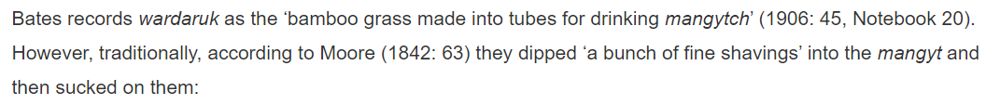 Bates records wardaruk as the ‘bamboo grass made into tubes for drinking mangytch’ (1906: 45, Notebook 20).
However, traditionally, according to Moore (1842: 63) they dipped ‘a bunch of fine shavings’ into the mangyt and
then sucked on them: